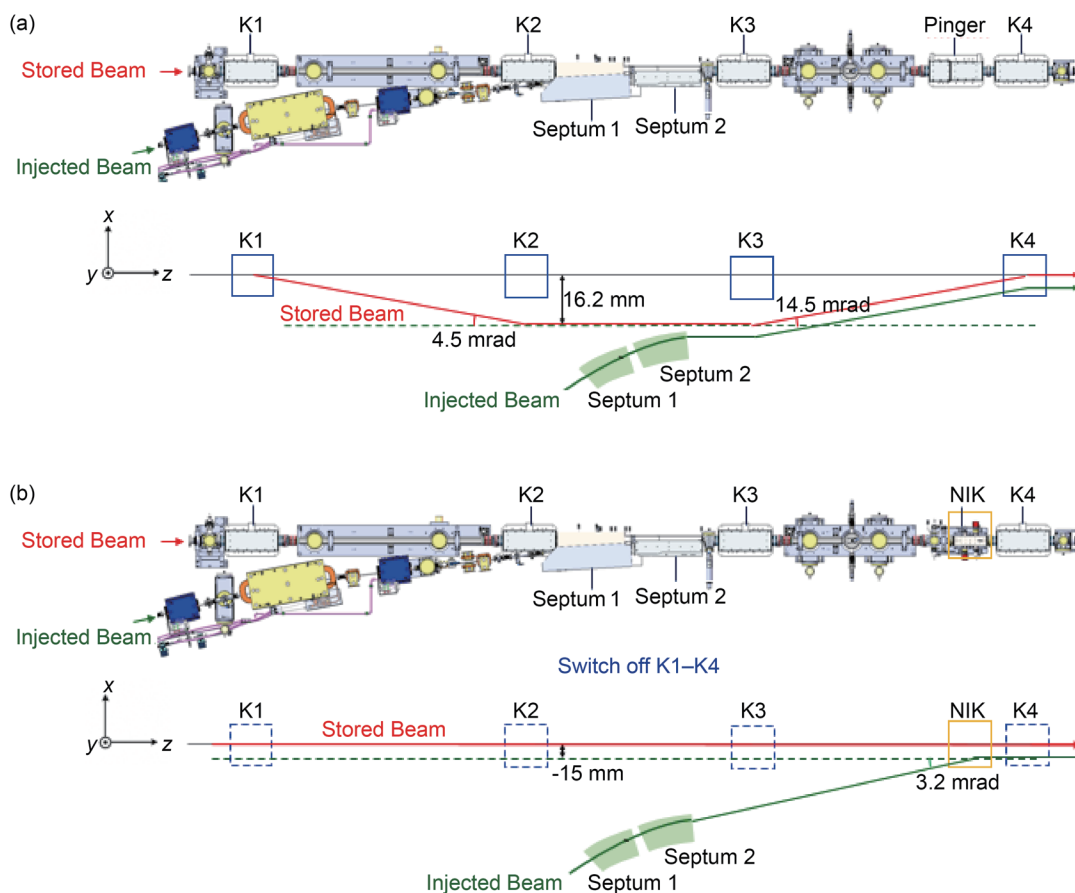 (a)
K1
K2
K3
Pinger
K4
Stored Beam
Septum 1
Septum 2
Injected Beam
x
y
z
K1
K2
K3
K4
16.2 mm
14.5 mrad
Stored Beam
4.5 mrad
Septum 2
Injected Beam
Septum 1
(b)
K1
K2
K3
NIK
K4
Stored Beam
Septum 1
Septum 2
Injected Beam
Switch off K1–K4
x
y
z
K1
Stored Beam
K2
K3
NIK
K4
-15 mm
3.2 mrad
Septum 2
Injected Beam
Septum 1